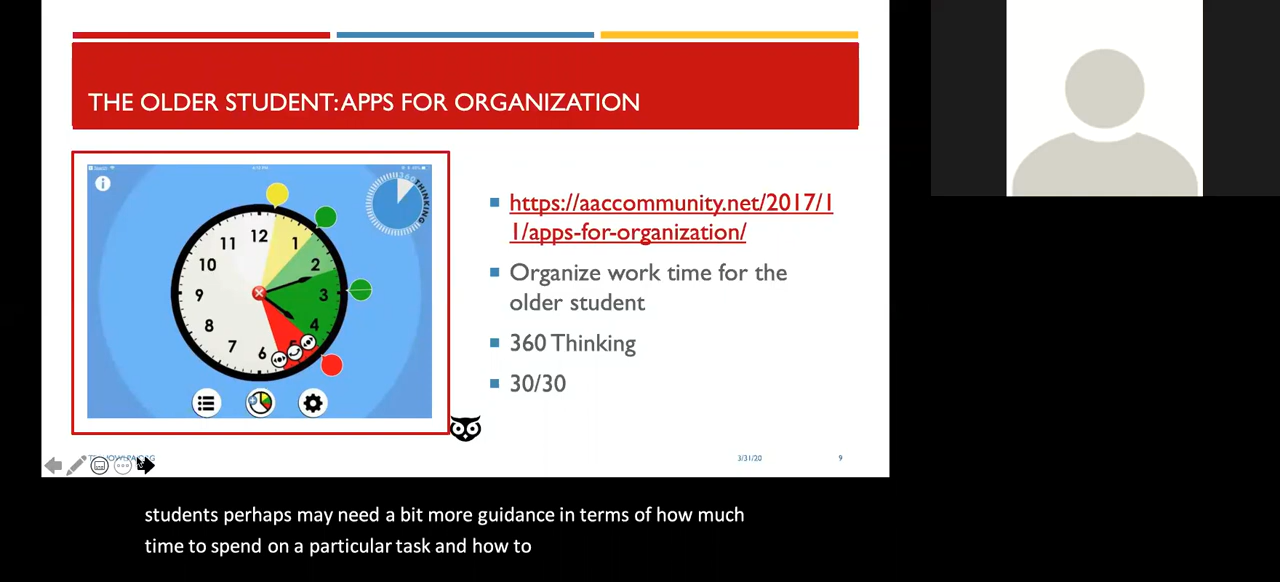 THE OLDER STUDENT: APPS FOR ORGANIZATION
360 THINKING
12
11
1
10
2
9
3
8
4
7
6
https://aaccommunity.net/2017/1
1/apps-for-organization/
Organize work time for the
older student
360 Thinking
30/30
3/31/20
9
students perhaps may need a bit more guidance in terms of how much
time to spend on a particular task and how to